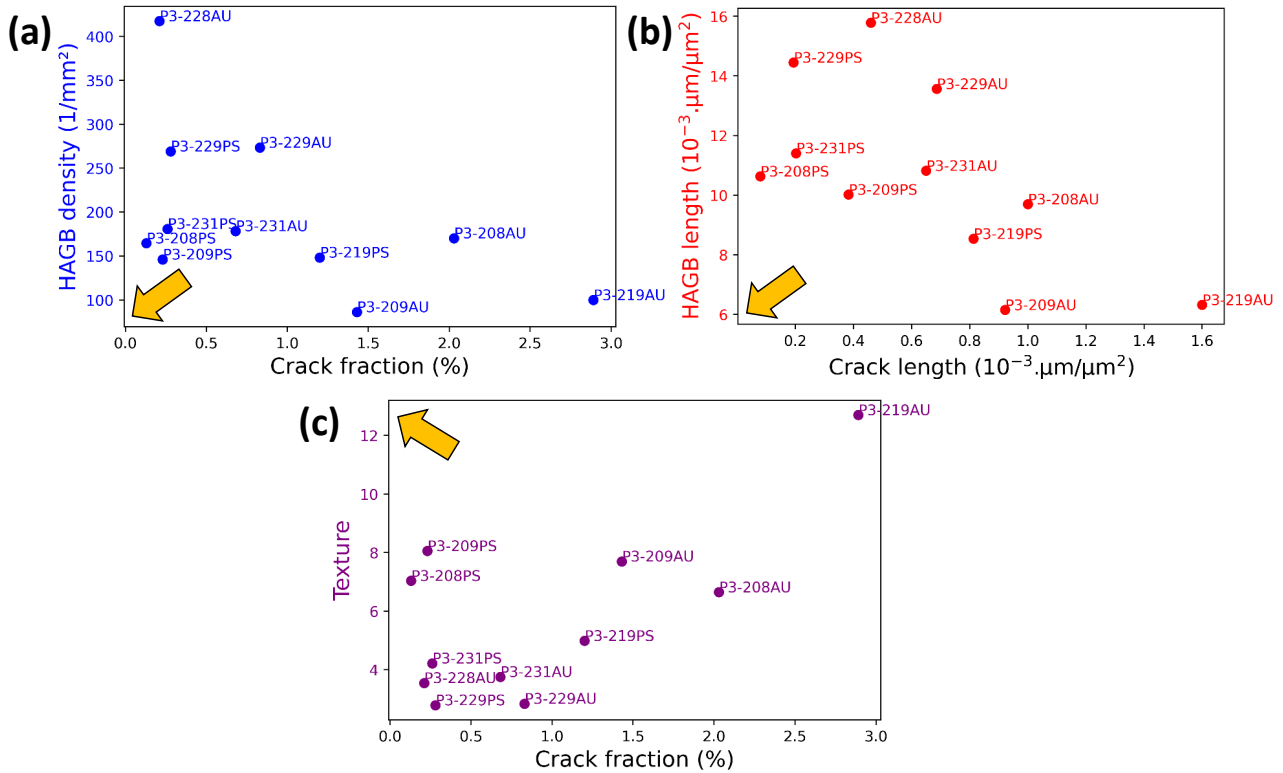 (a)
HAGB density (1/mm²)
400
350
300
250
200
150
100
P3-228AU
P3-229PS
P3-229AU
P3-231PS
P3-231AU
P3-208PS
P3-208AU
P3-209PS
P3-219PS
P3-219AU
P3-209AU
0.0 0.5 1.0 1.5 2.0 2.5 3.0
Crack fraction (%)
(b)
HAGB length (10⁻³.μm/μm²)
16
14
12
10
8
6
P3-228AU
P3-229PS
P3-229AU
P3-231PS
P3-231AU
P3-208PS
P3-209PS
P3-208AU
P3-219PS
P3-209AU
P3-219AU
0.2 0.4 0.6 0.8 1.0 1.2 1.4 1.6
Crack length (10⁻³.μm/μm²)
(c)
Texture
12
10
8
6
4
P3-219AU
P3-209PS
P3-209AU
P3-208PS
P3-208AU
P3-219PS
P3-231PS
P3-231AU
P3-228AU
P3-229PS
P3-229AU
0.0 0.5 1.0 1.5 2.0 2.5 3.0
Crack fraction (%)